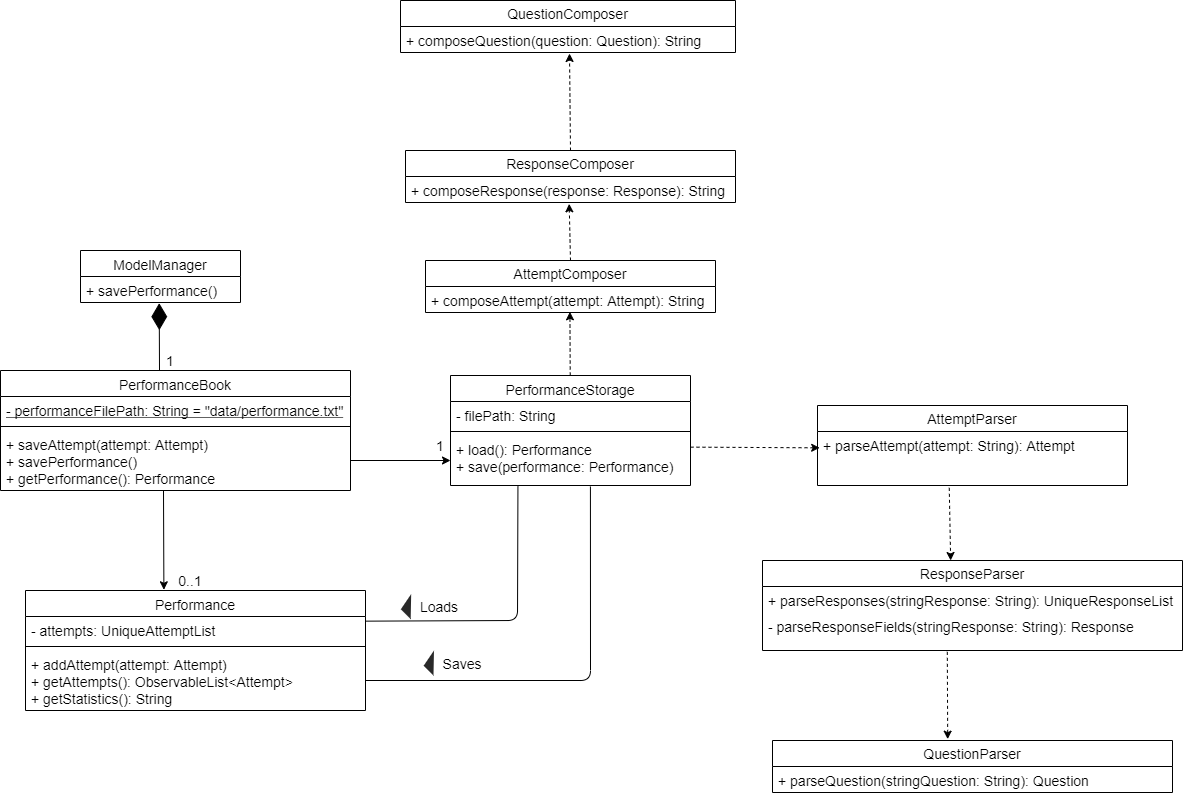 QuestionComposer
+ composeQuestion(question: Question): String
ResponseComposer
+ composeResponse(response: Response): String
ModelManager
+ savePerformance()
AttemptComposer
+ composeAttempt(attempt: Attempt): String
1
PerformanceBook
- performanceFilePath: String = "data/performance.txt"
+ saveAttempt(attempt: Attempt)
+ savePerformance()
+ getPerformance(): Performance
1
PerformanceStorage
- filePath: String
+ load(): Performance
+ save(performance: Performance)
AttemptParser
+ parseAttempt(attempt: String): Attempt
0..1
Performance
- attempts: UniqueAttemptList
+ addAttempt(attempt: Attempt)
+ getAttempts(): ObservableList<Attempt>
+ getStatistics(): String
Loads
Saves
ResponseParser
+ parseResponses(stringResponse: String): UniqueResponseList
- parseResponseFields(stringResponse: String): Response
QuestionParser
+ parseQuestion(stringQuestion: String): Question